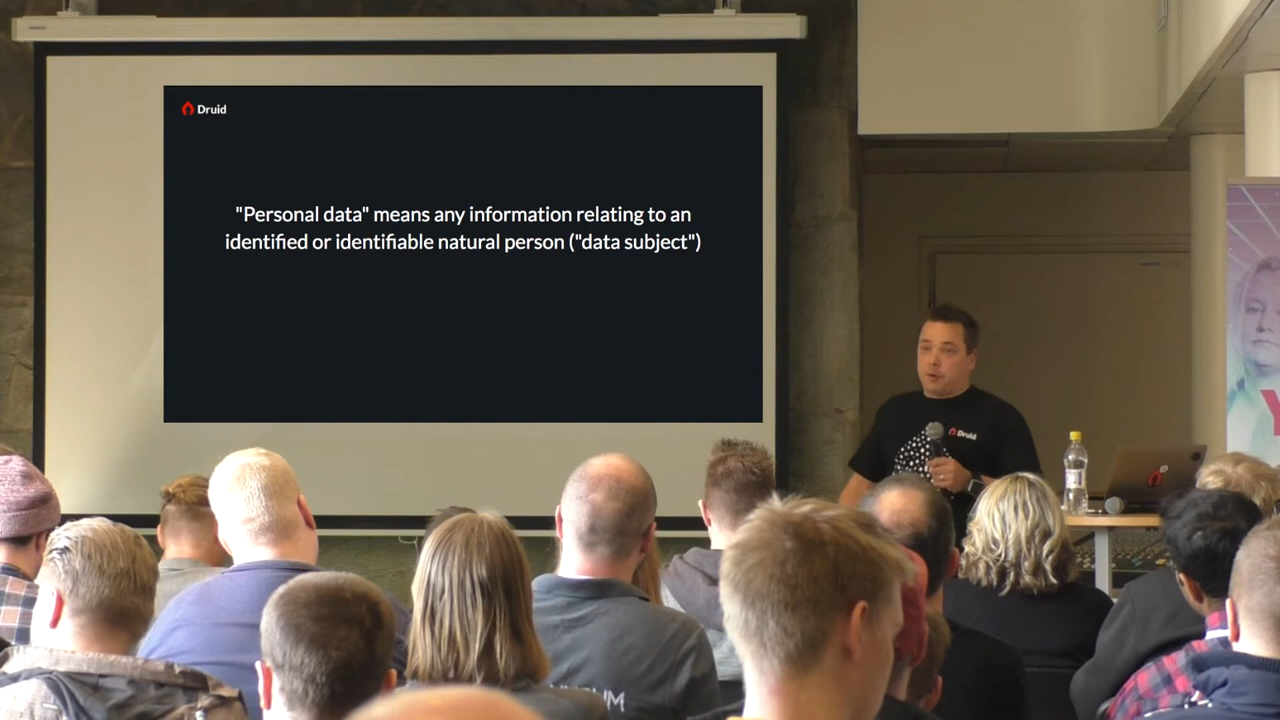 Druid
"Personal data" means any information relating to an
identified or identifiable natural person ("data subject")
Druid
Y